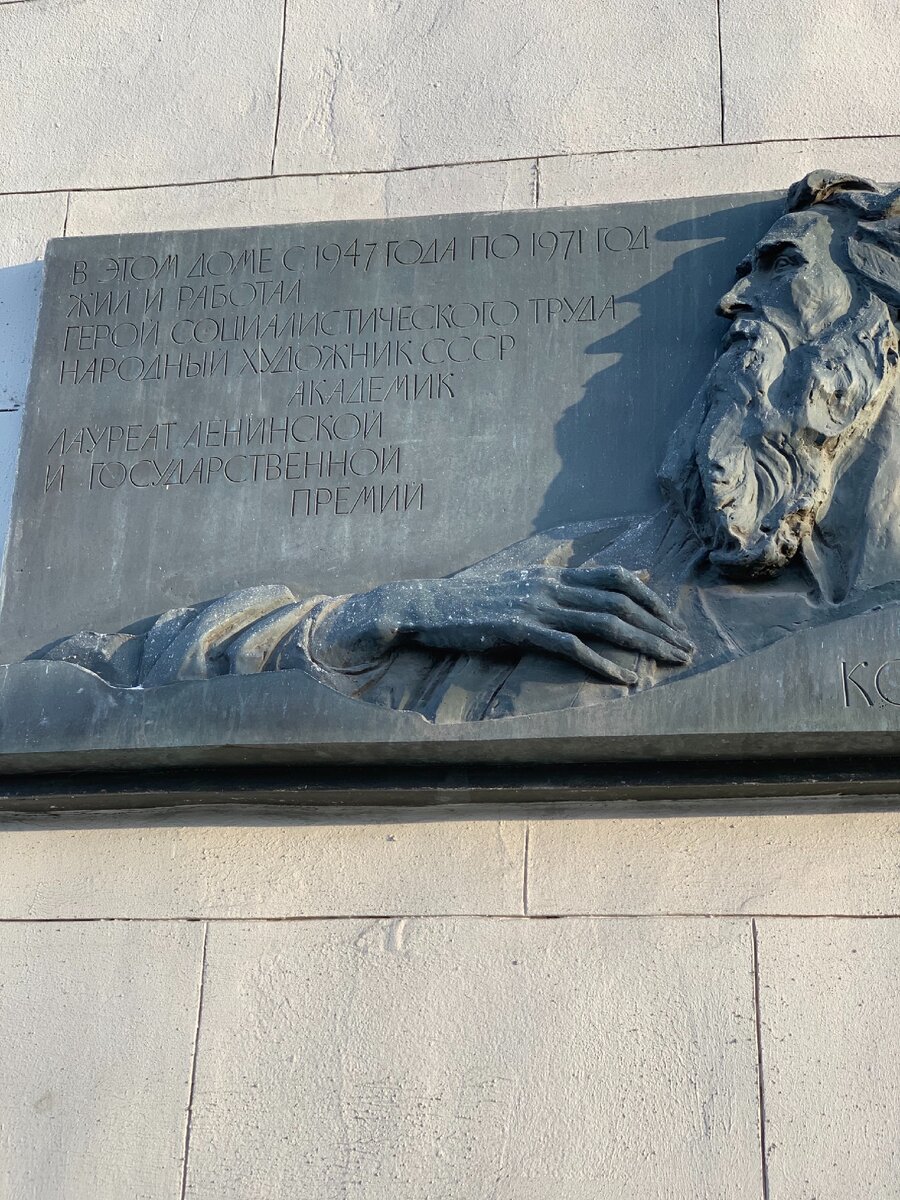 В ЭТОМ ДОМЕ С 1947 ГОДА ПО 1971 ГОД
ЖИЛ И РАБОТАЛ
ГЕРОЙ СОЦИАЛИСТИЧЕСКОГО ТРУДА
НАРОДНЫЙ ХУДОЖНИК СССР
АКАДЕМИК
ЛАУРЕАТ ЛЕНИНСКОЙ
И ГОСУДАРСТВЕННОЙ
ПРЕМИЙ
КО